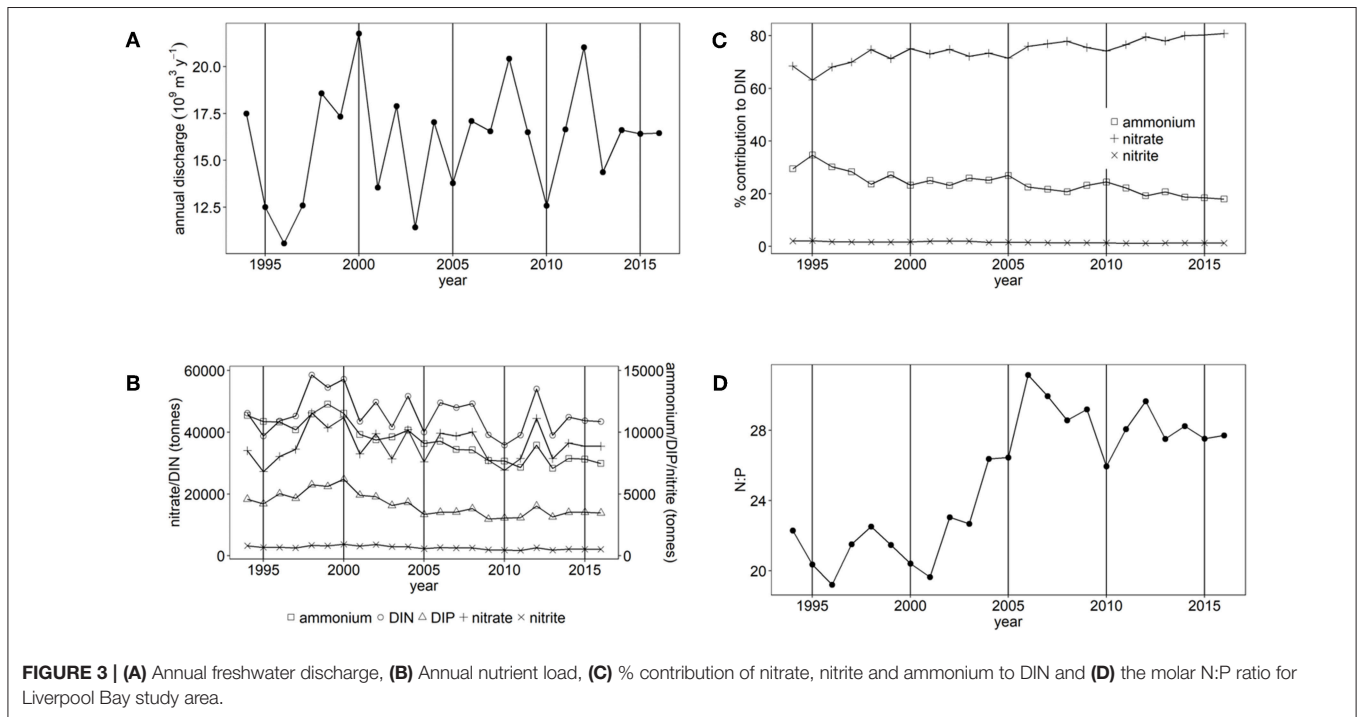 A
annual discharge (10⁹ m³ y⁻¹)
20.0
17.5
15.0
12.5
1995 2000 2005 2010 2015
year
C
% contribution to DIN
80
60
40
20
0
□ ammonium
+ nitrate
× nitrite
1995 2000 2005 2010 2015
year
B
nitrate/DIN (tonnes)
60000
40000
20000
0
ammonium/DIP/nitrite (tonnes)
15000
10000
5000
0
1995 2000 2005 2010 2015
year
□ ammonium ○ DIN △ DIP + nitrate × nitrite
D
N:P
28
24
20
1995 2000 2005 2010 2015
year
FIGURE 3 | (A) Annual freshwater discharge, (B) Annual nutrient load, (C) % contribution of nitrate, nitrite and ammonium to DIN and (D) the molar N:P ratio for
Liverpool Bay study area.